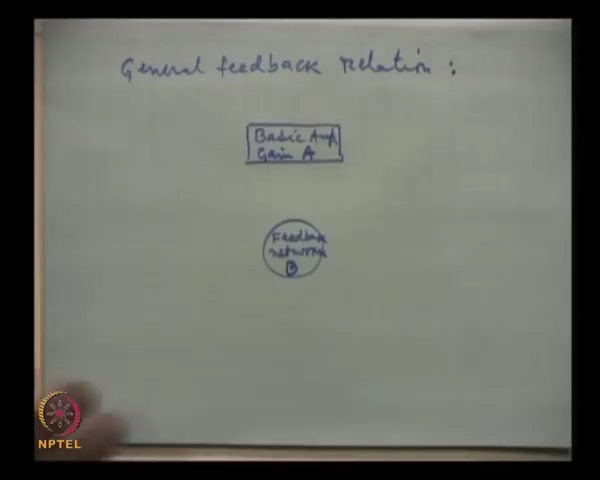 General feedback relation :
Basic Amp
Gain A
Feedback
network
B
NPTEL